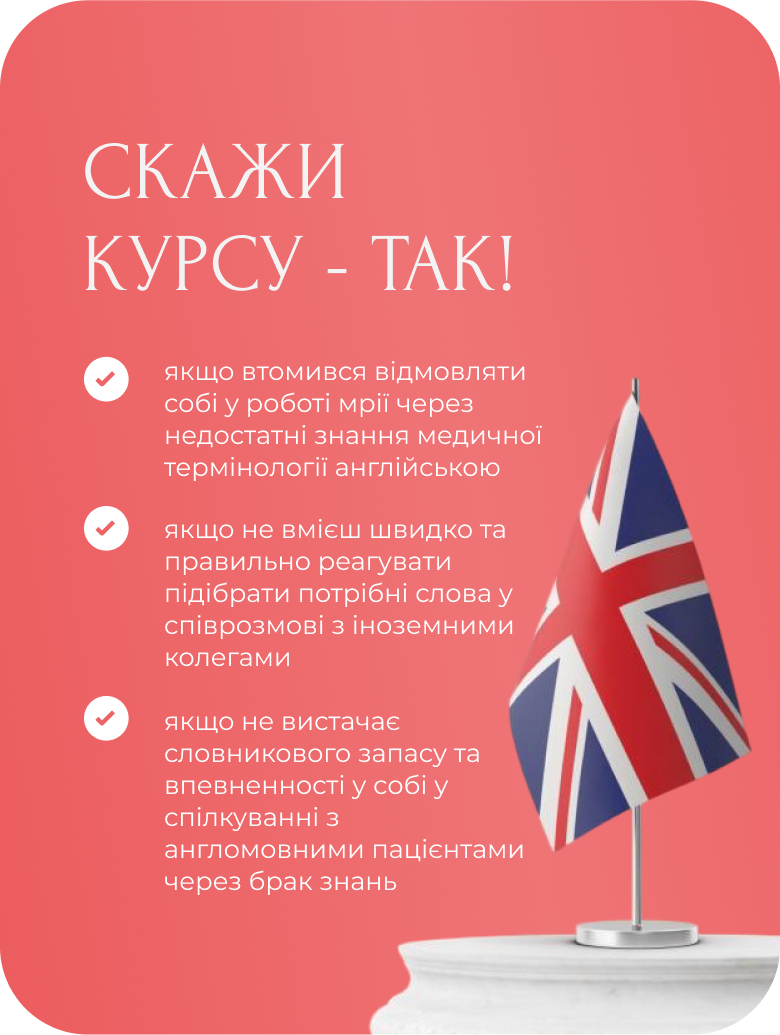 СКАЖИ
КУРСУ - ТАК!
якщо втомився відмовляти
собі у роботі мрії через
недостатні знання медичної
термінології англійською
якщо не вмієш швидко та
правильно реагувати
підібрати потрібні слова у
співрозмові з іноземними
колегами
якщо не вистачає
словникового запасу та
впевненності у собі у
спілкуванні з
англомовними пацієнтами
через брак знань